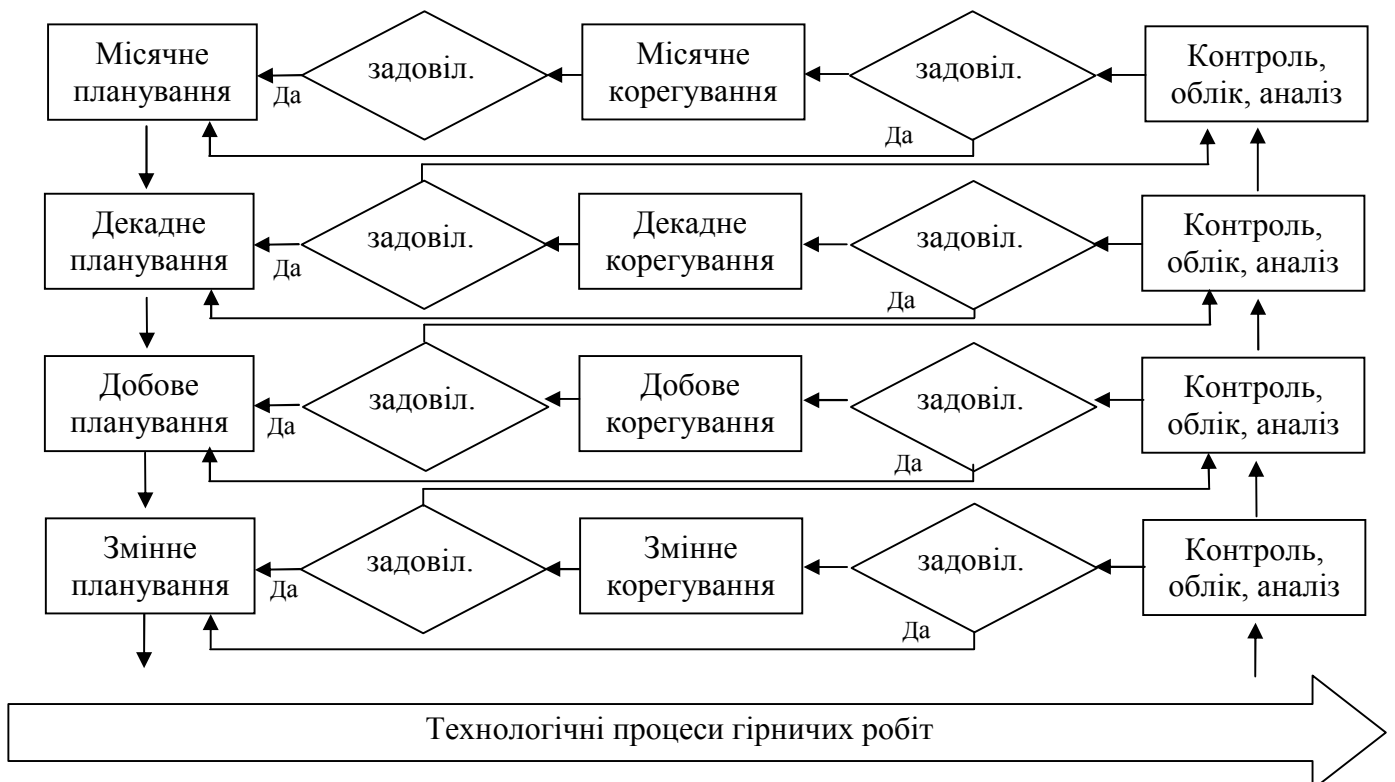 Місячне
планування
Да
задовіл.
Місячне
корегування
задовіл.
Да
Контроль,
облік, аналіз
Декадне
планування
Да
задовіл.
Декадне
корегування
задовіл.
Да
Контроль,
облік, аналіз
Добове
планування
Да
задовіл.
Добове
корегування
задовіл.
Да
Контроль,
облік, аналіз
Змінне
планування
Да
задовіл.
Змінне
корегування
задовіл.
Да
Контроль,
облік, аналіз
Технологічні процеси гірничих робіт